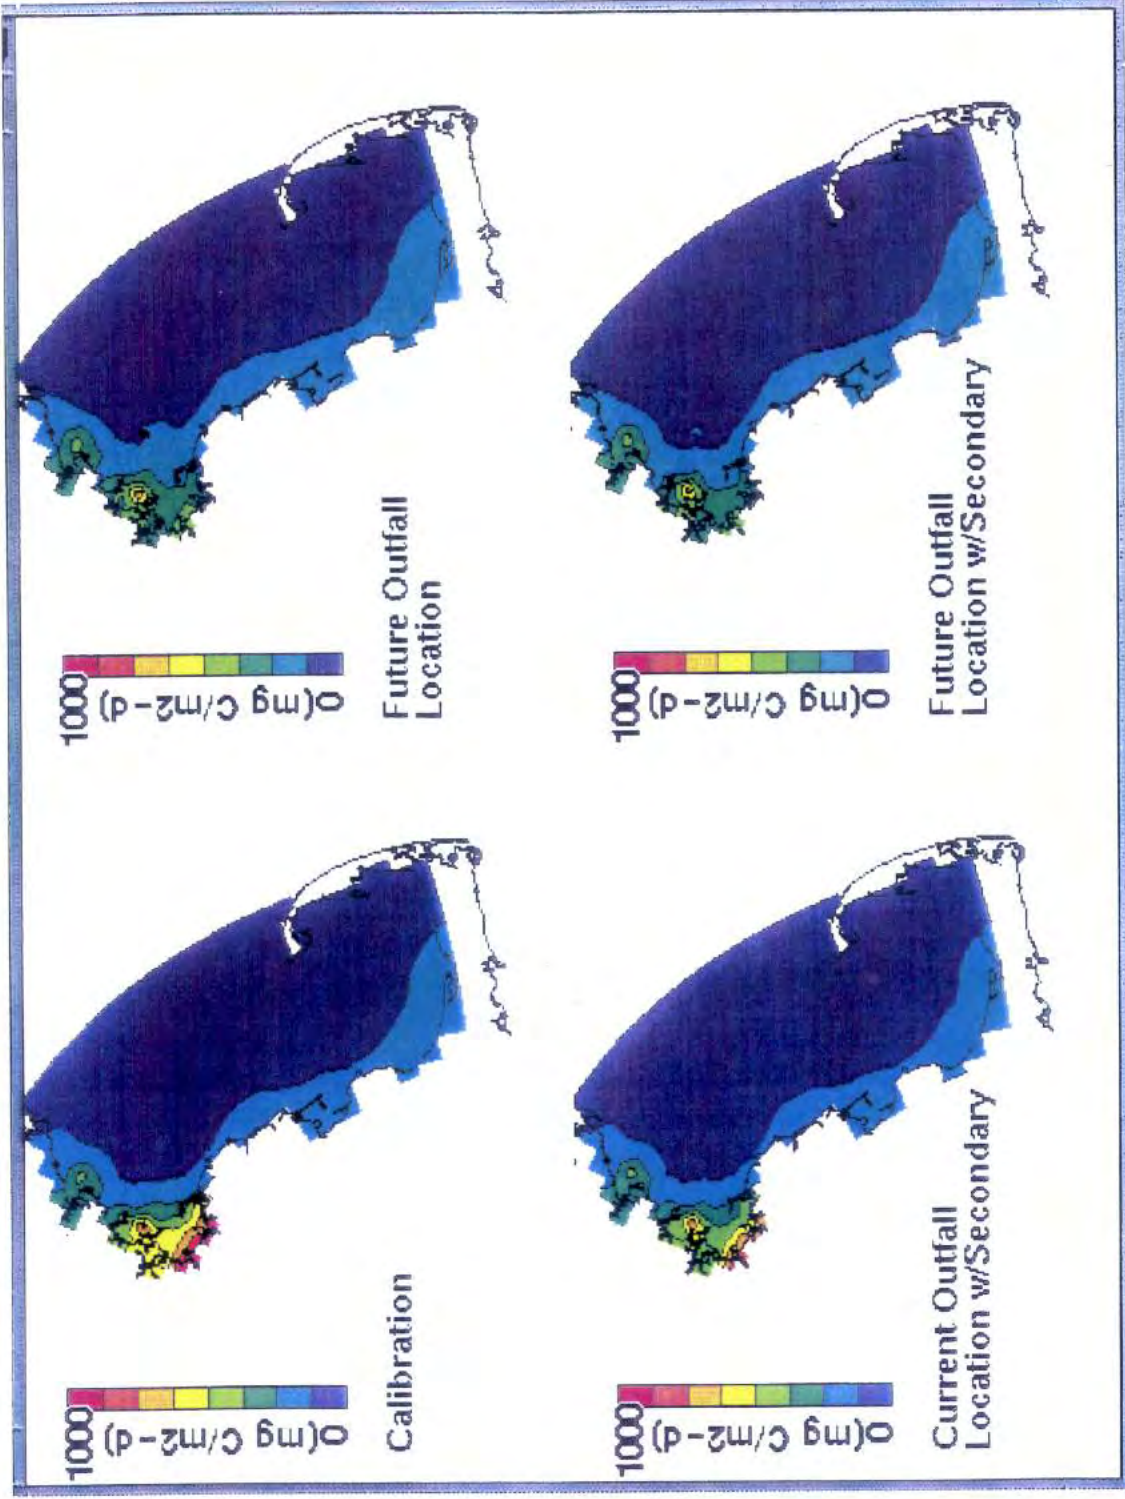 1000
0(mg C/m2-d)
Calibration
1000
0(mg C/m2-d)
Future Outfall
Location
1000
0(mg C/m2-d)
Current Outfall
Location w/Secondary
1000
0(mg C/m2-d)
Future Outfall
Location w/Secondary